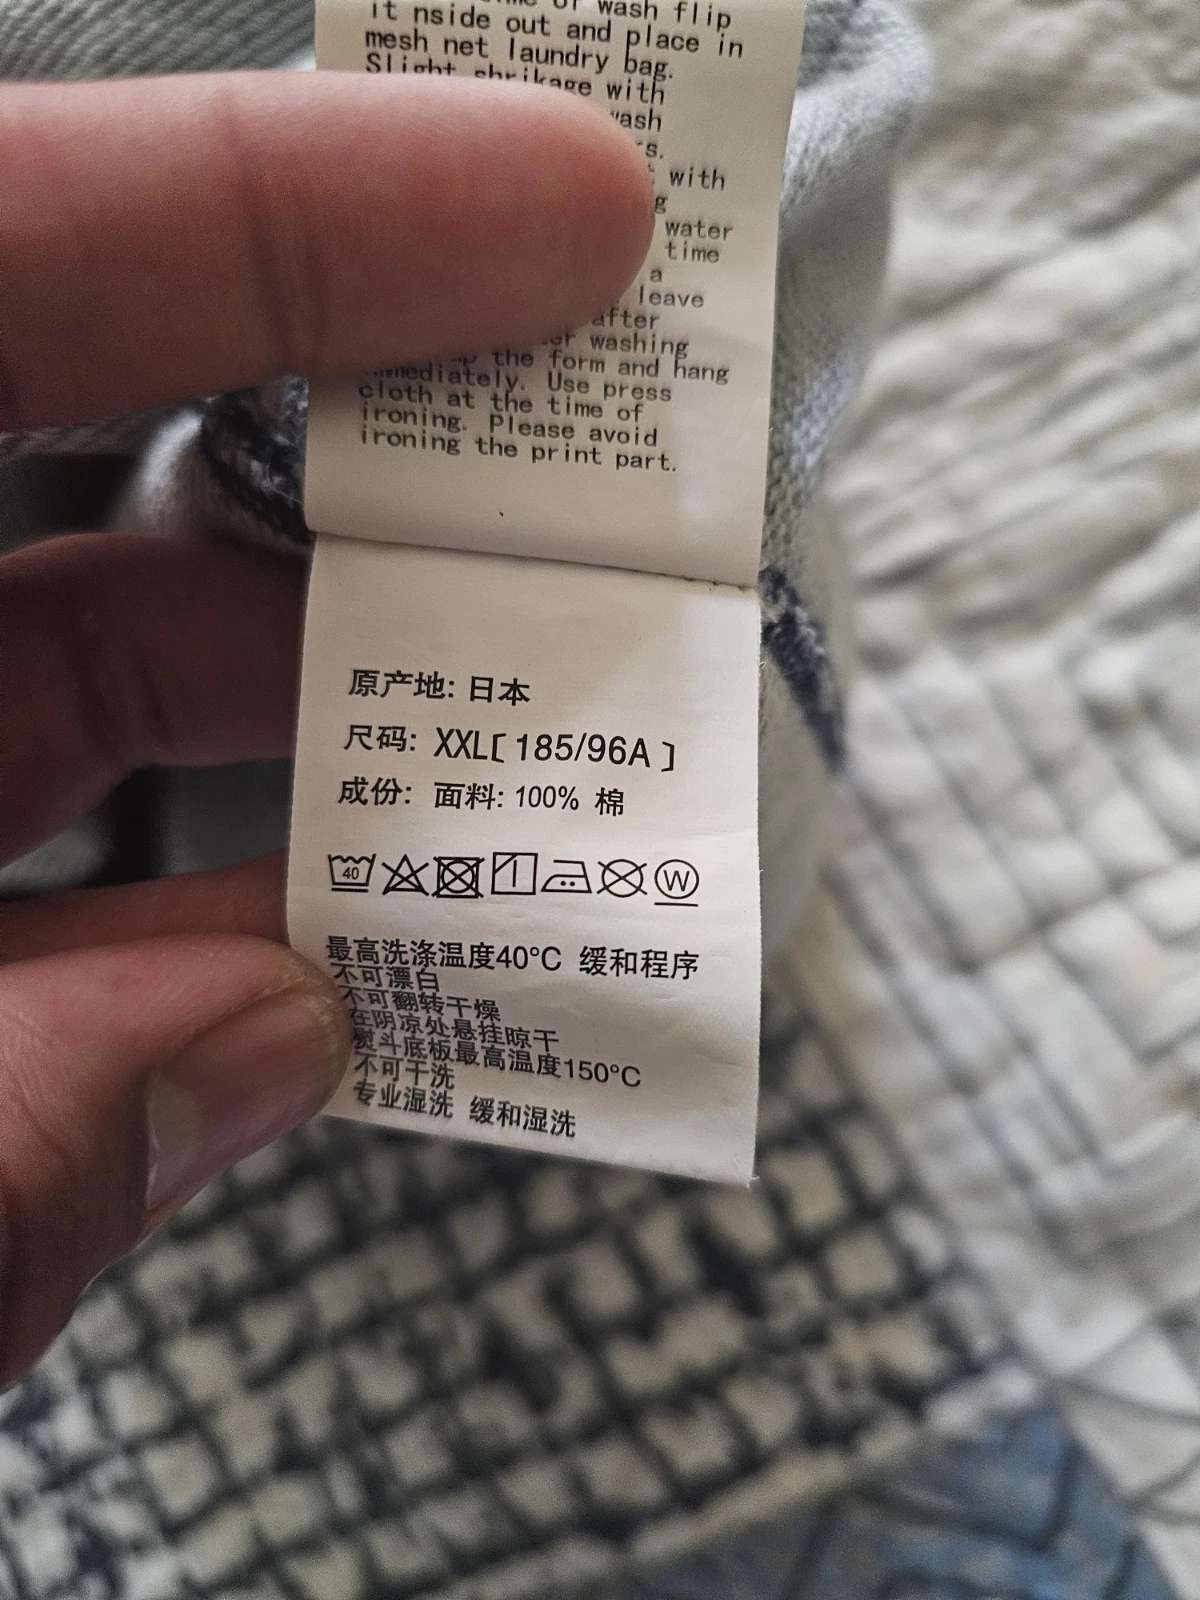 of wash flip
it nside out and place in
mesh net laundry bag.
Slight shrikage with
wash
with
water
time
a
leave
after
washing
the form and hang
immediately. Use press
cloth at the time of
ironing. Please avoid
ironing the print part.
原产地: 日本
尺码: XXL[ 185/96A ]
成份: 面料: 100% 棉
40 W
最高洗涤温度40°C 缓和程序
不可漂白
不可翻转干燥
在阴凉处悬挂晾干
熨斗底板最高温度150°C
不可干洗
专业湿洗 缓和湿洗